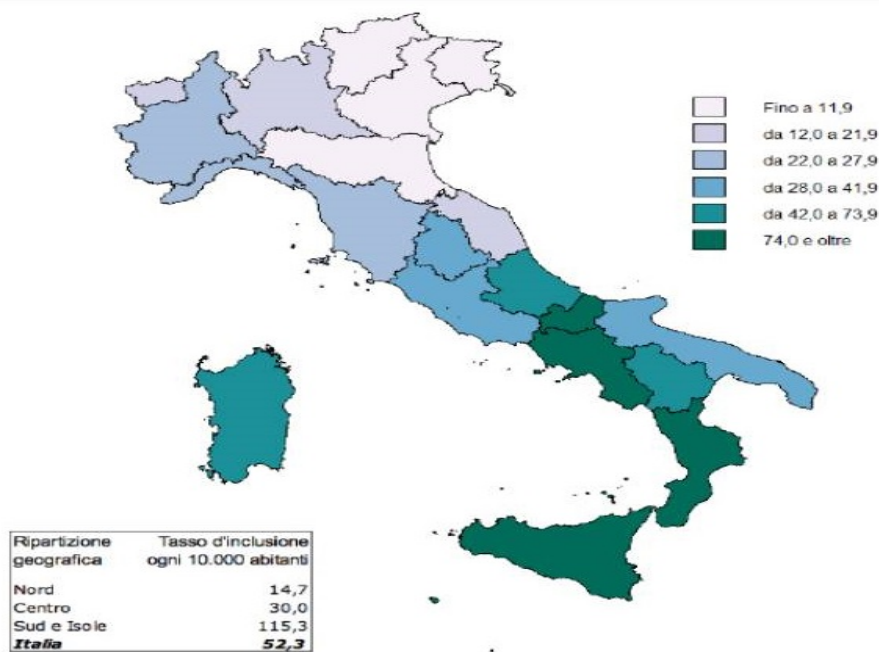 Fino a 11,9
da 12,0 a 21,9
da 22,0 a 27,9
da 28,0 a 41,9
da 42,0 a 73,9
74,0 e oltre
Ripartizione Tasso d'inclusione
geografica ogni 10.000 abitanti
Nord 14,7
Centro 30,0
Sud e Isole 115,3
Italia 52,3